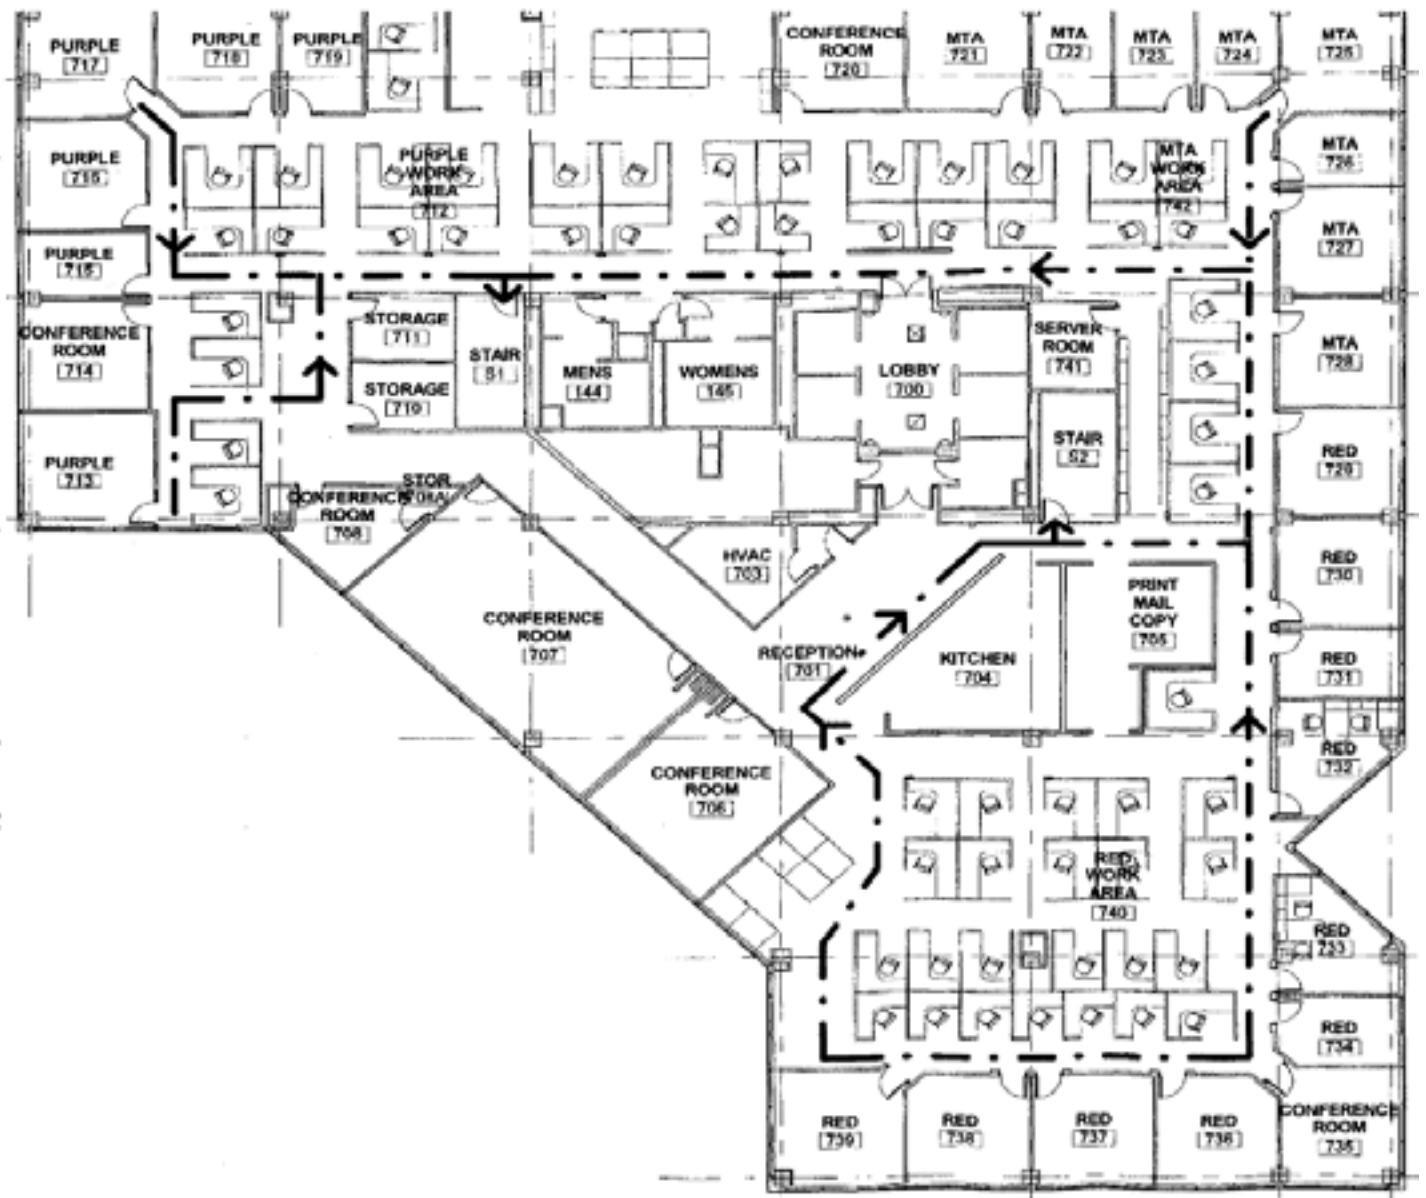 PURPLE
717
PURPLE
718
PURPLE
719
CONFERENCE
ROOM
720
MTA
721
MTA
722
MTA
723
MTA
724
MTA
725
PURPLE
PURPLE
WORK
AREA
712
MTA
WORK
AREA
742
MTA
726
MTA
727
PURPLE
715
CONFERENCE
ROOM
714
STORAGE
711
STORAGE
710
STAIR
S1
MENS
144
WOMENS
145
LOBBY
700
SERVER
ROOM
741
STAIR
S2
MTA
728
PURPLE
713
RED
729
STOR
708A
CONFERENCE
ROOM
708
HVAC
703
RED
730
PRINT
MAIL
COPY
705
CONFERENCE
ROOM
707
RECEPTION
701
KITCHEN
704
RED
731
RED
732
CONFERENCE
ROOM
706
RED
WORK
AREA
740
RED
733
RED
734
RED
739
RED
738
RED
737
RED
736
CONFERENCE
ROOM
735